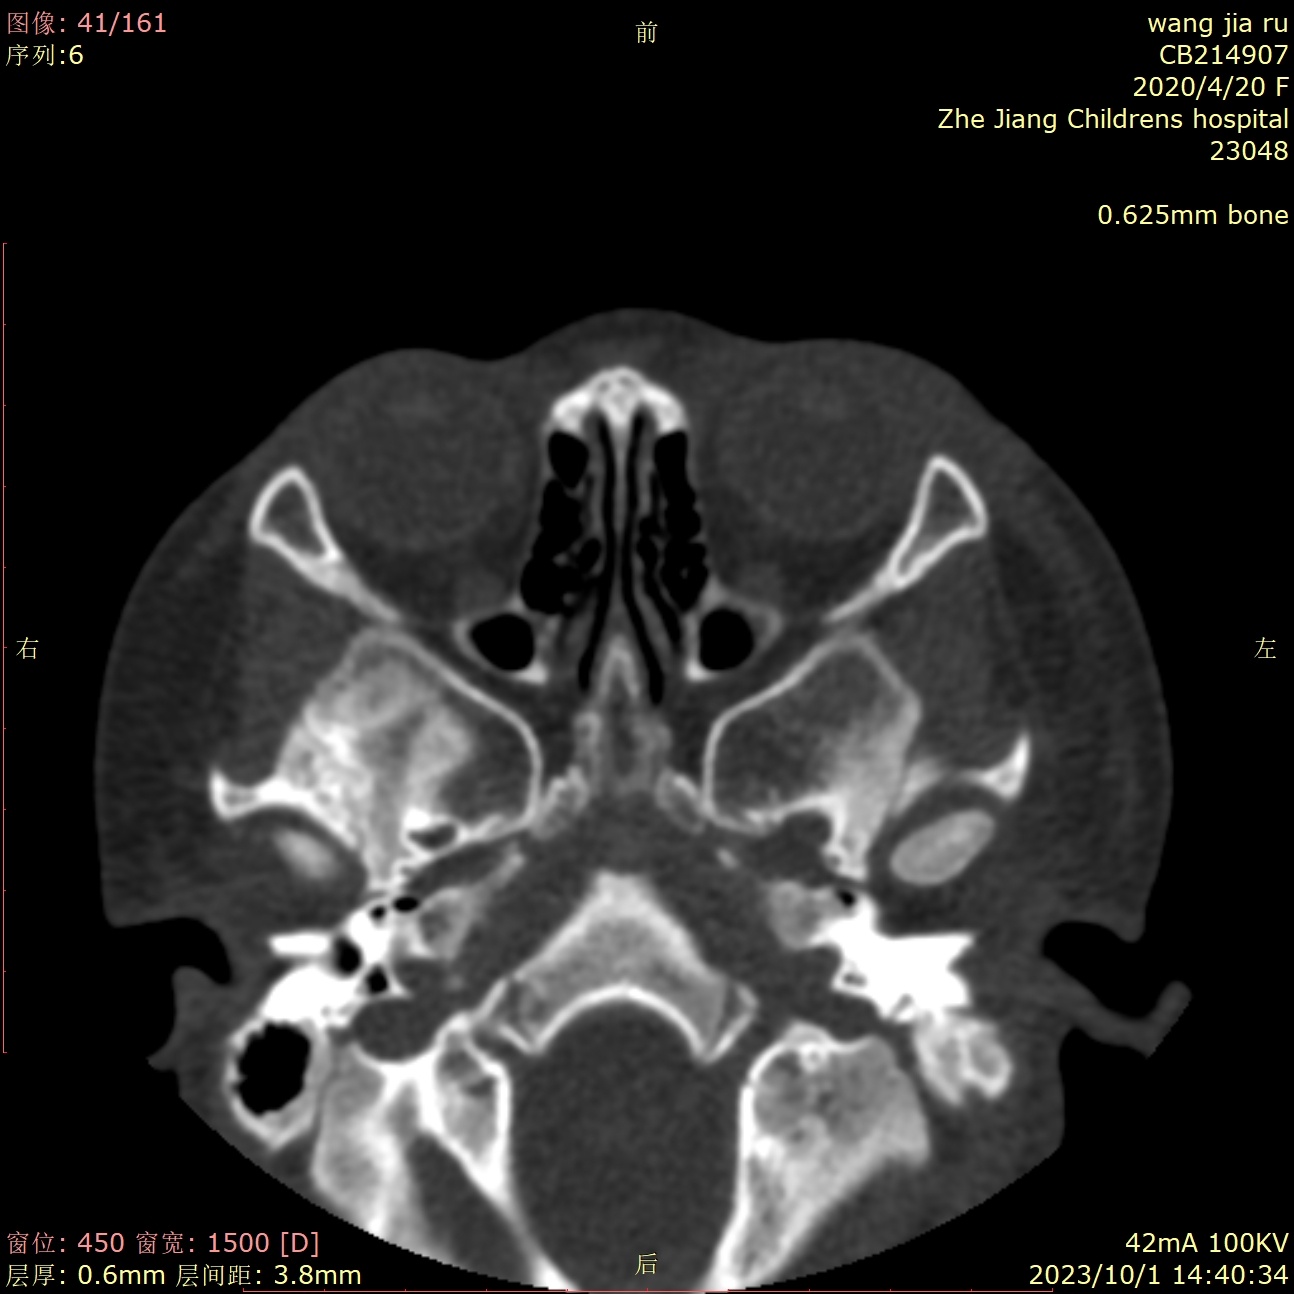 图像: 41/161
序列:6
前
wang jia ru
CB214907
2020/4/20 F
Zhe Jiang Childrens hospital
23048
0.625mm bone
右
左
窗位: 450 窗宽: 1500 [D]
层厚: 0.6mm 层间距: 3.8mm
后
42mA 100KV
2023/10/1 14:40:34